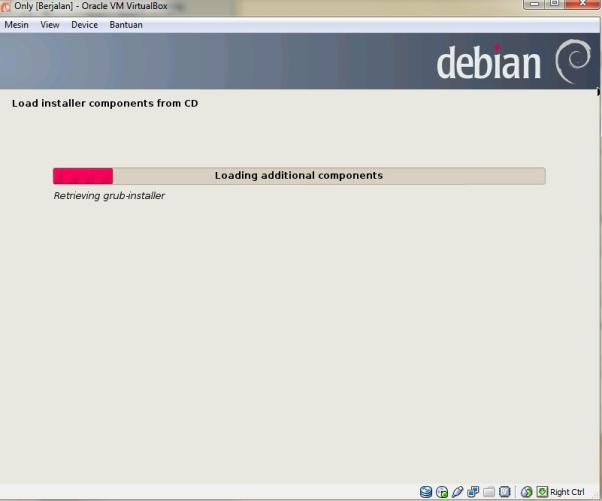 Only [Berjalan] - Oracle VM VirtualBox
Mesin View Device Bantuan
debian
Load installer components from CD
Loading additional components
Retrieving grub-installer
Right Ctrl